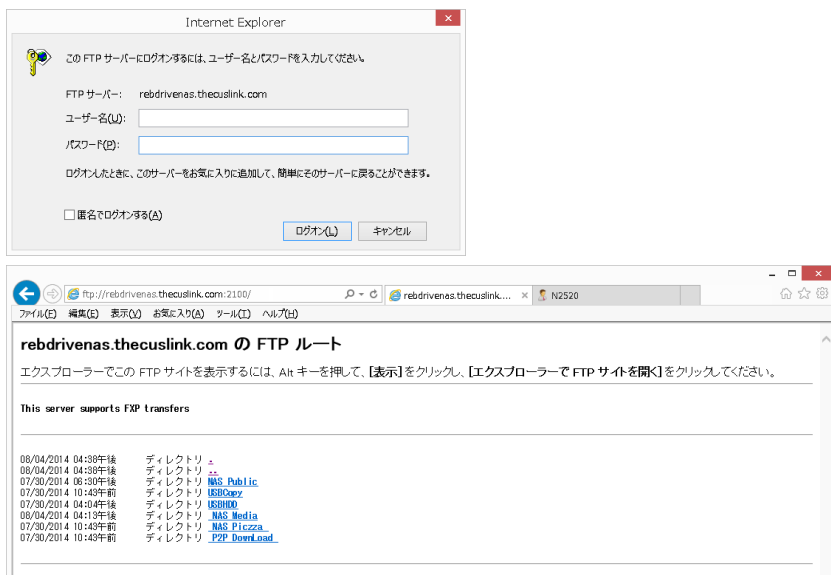 Internet Explorer
この FTP サーバーにログオンするには、ユーザー名とパスワードを入力してください。
FTP サーバー: rebdrivenas.thecuslink.com
ユーザー名(U):
パスワード(P):
ログオンしたときに、このサーバーをお気に入りに追加して、簡単にそのサーバーに戻ることができます。
匿名でログオンする(A)
ログオン(L) キャンセル
ftp://rebdrivenas.thecuslink.com:2100/ rebdrivenas.thecuslink.... N2520
ファイル(F) 編集(E) 表示(V) お気に入り(A) ツール(T) ヘルプ(H)
rebdrivenas.thecuslink.com の FTP ルート
エクスプローラーでこの FTP サイトを表示するには、Alt キーを押して、[表示] をクリックし、[エクスプローラーで FTP サイトを開く] をクリックしてください。
This server supports FXP transfers
08/04/2014 04:38午後 ディレクトリ .
08/04/2014 04:38午後 ディレクトリ ..
07/30/2014 06:30午後 ディレクトリ NAS_Public
07/30/2014 10:43午前 ディレクトリ USBCopy
07/30/2014 04:04午後 ディレクトリ USBHDD
08/04/2014 04:13午後 ディレクトリ _NAS_Media
07/30/2014 10:43午前 ディレクトリ _NAS_Piczza_
07/30/2014 10:43午前 ディレクトリ _P2P_DownLoad_